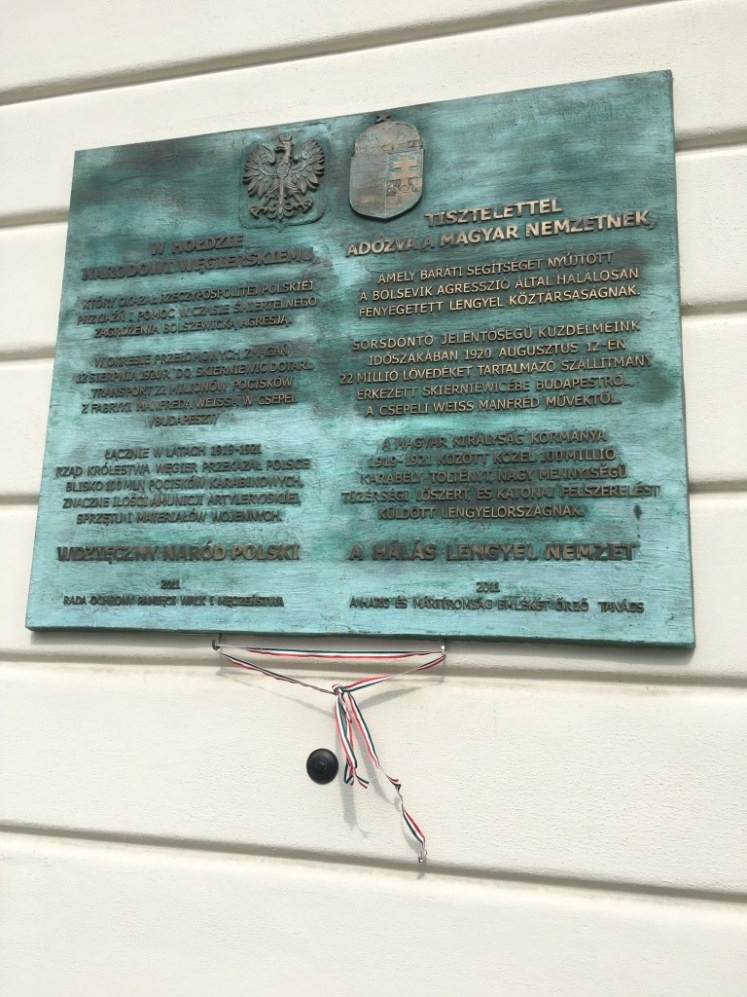 W HOŁDZIE
NARODOWI WĘGIERSKIEMU,
KTÓRY OKAZAŁ RZECZYPOSPOLITEJ POLSKIEJ
PRZYJAŹŃ I POMOC W CZASIE ŚMIERTELNEGO
ZAGROŻENIA BOLSZEWICKĄ AGRESJĄ.
W OKRESIE PRZEŁOMOWYCH ZMAGAŃ
12 SIERPNIA 1920R. DO SKIERNIEWIC DOTARŁ
TRANSPORT 22 MILIONÓW POCISKÓW
Z FABRYKI MANFREDA WEISSA W CSEPEL
/BUDAPESZT/
ŁĄCZNIE W LATACH 1919-1921
RZĄD KRÓLESTWA WĘGIER PRZEKAZAŁ POLSCE
BLISKO 100 MLN POCISKÓW KARABINOWYCH,
ZNACZNE ILOŚCI AMUNICJI ARTYLERYJSKIEJ,
SPRZĘTU I MATERIAŁÓW WOJENNYCH.
WDZIĘCZNY NARÓD POLSKI
2011
RADA OCHRONY PAMIĘCI WALK I MĘCZEŃSTWA
TISZTELETTEL
ADÓZVA A MAGYAR NEMZETNEK,
AMELY BARÁTI SEGÍTSÉGET NYÚJTOTT
A BOLSEVIK AGRESSZIÓ ÁLTAL HALÁLOSAN
FENYEGETETT LENGYEL KÖZTÁRSASÁGNAK.
SORSDÖNTŐ JELENTŐSÉGŰ KÜZDELMEINK
IDŐSZAKÁBAN 1920. AUGUSZTUS 12-ÉN
22 MILLIÓ LÖVEDÉKET TARTALMAZÓ SZÁLLÍTMÁNY
ÉRKEZETT SKIERNIEWICÉBE BUDAPESTRŐL
A CSEPELI WEISS MANFRÉD MŰVEKTŐL.
A MAGYAR KIRÁLYSÁG KORMÁNYA
1919-1921 KÖZÖTT KÖZEL 100 MILLIÓ
KARABÉLY TÖLTÉNYT, NAGY MENNYISÉGŰ
TÜZÉRSÉGI LŐSZERT, ÉS KATONAI FELSZERELÉST
KÜLDÖTT LENGYELORSZÁGNAK.
A HÁLÁS LENGYEL NEMZET
2011
A HARC ÉS MÁRTÍROMSÁG EMLÉKÉT ŐRZŐ TANÁCS